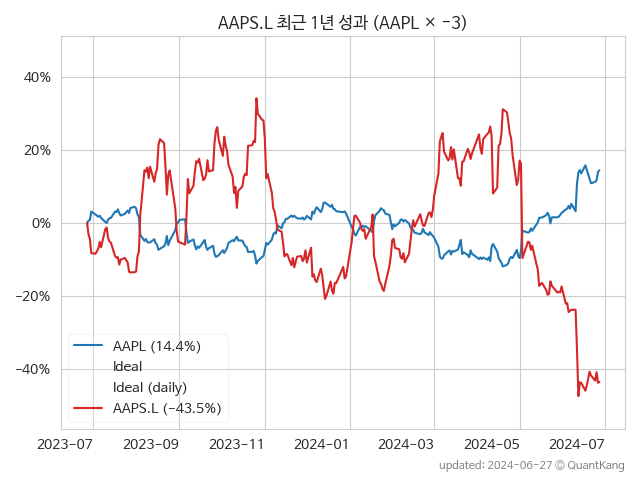 AAPS.L 최근 1년 성과 (AAPL × −3)
40%
20%
0%
−20%
−40%
AAPL (14.4%)
Ideal
Ideal (daily)
AAPS.L (−43.5%)
2023-07 2023-09 2023-11 2024-01 2024-03 2024-05 2024-07
updated: 2024-06-27 © QuantKang